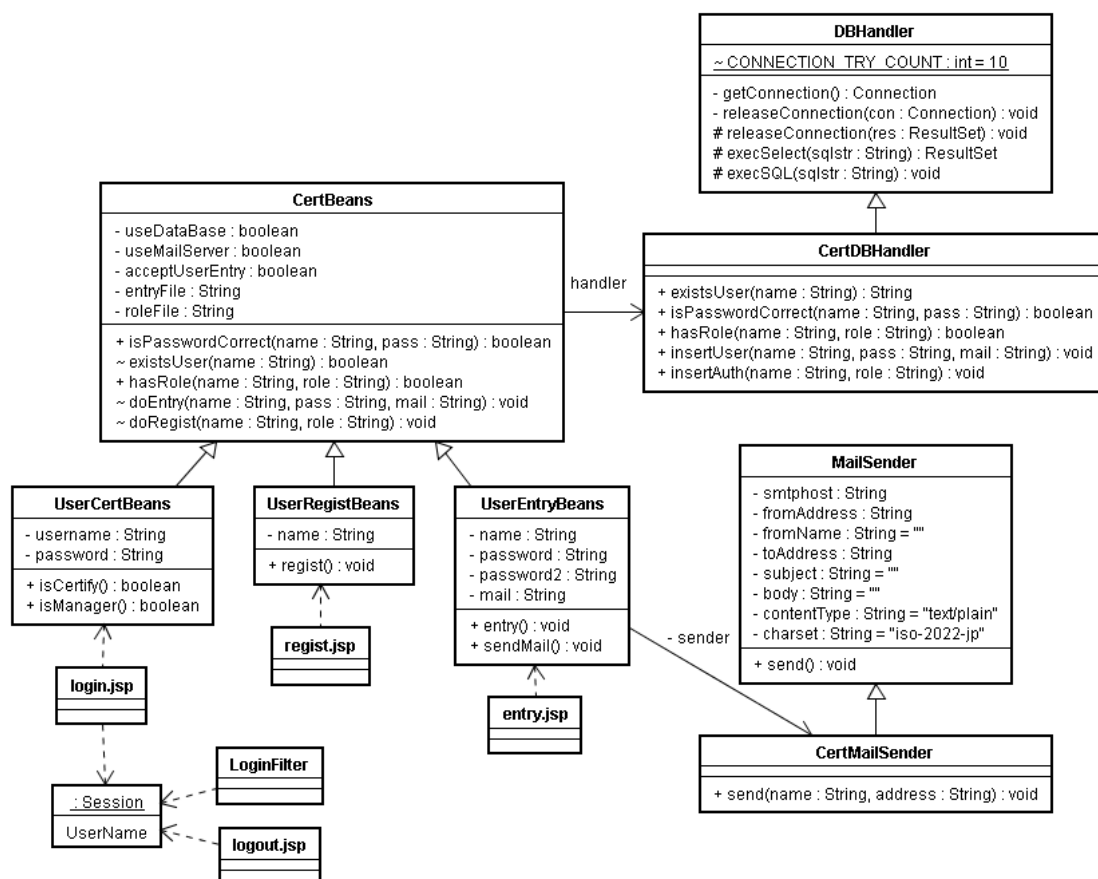 DBHandler
~ CONNECTION_TRY_COUNT : int = 10
- getConnection() : Connection
- releaseConnection(con : Connection) : void
# releaseConnection(res : ResultSet) : void
# execSelect(sqlstr : String) : ResultSet
# execSQL(sqlstr : String) : void
CertBeans
- useDataBase : boolean
- useMailServer : boolean
- acceptUserEntry : boolean
- entryFile : String
- roleFile : String
+ isPasswordCorrect(name : String, pass : String) : boolean
~ existsUser(name : String) : boolean
+ hasRole(name : String, role : String) : boolean
~ doEntry(name : String, pass : String, mail : String) : void
~ doRegist(name : String, role : String) : void
handler
CertDBHandler
+ existsUser(name : String) : String
+ isPasswordCorrect(name : String, pass : String) : boolean
+ hasRole(name : String, role : String) : boolean
+ insertUser(name : String, pass : String, mail : String) : void
+ insertAuth(name : String, role : String) : void
UserCertBeans
- username : String
- password : String
+ isCertify() : boolean
+ isManager() : boolean
UserRegistBeans
- name : String
+ regist() : void
UserEntryBeans
- name : String
- password : String
- password2 : String
- mail : String
+ entry() : void
+ sendMail() : void
- sender
MailSender
- smtphost : String
- fromAddress : String
- fromName : String = ""
- toAddress : String
- subject : String = ""
- body : String = ""
- contentType : String = "text/plain"
- charset : String = "iso-2022-jp"
+ send() : void
login.jsp
regist.jsp
entry.jsp
CertMailSender
+ send(name : String, address : String) : void
LoginFilter
: Session
UserName
logout.jsp